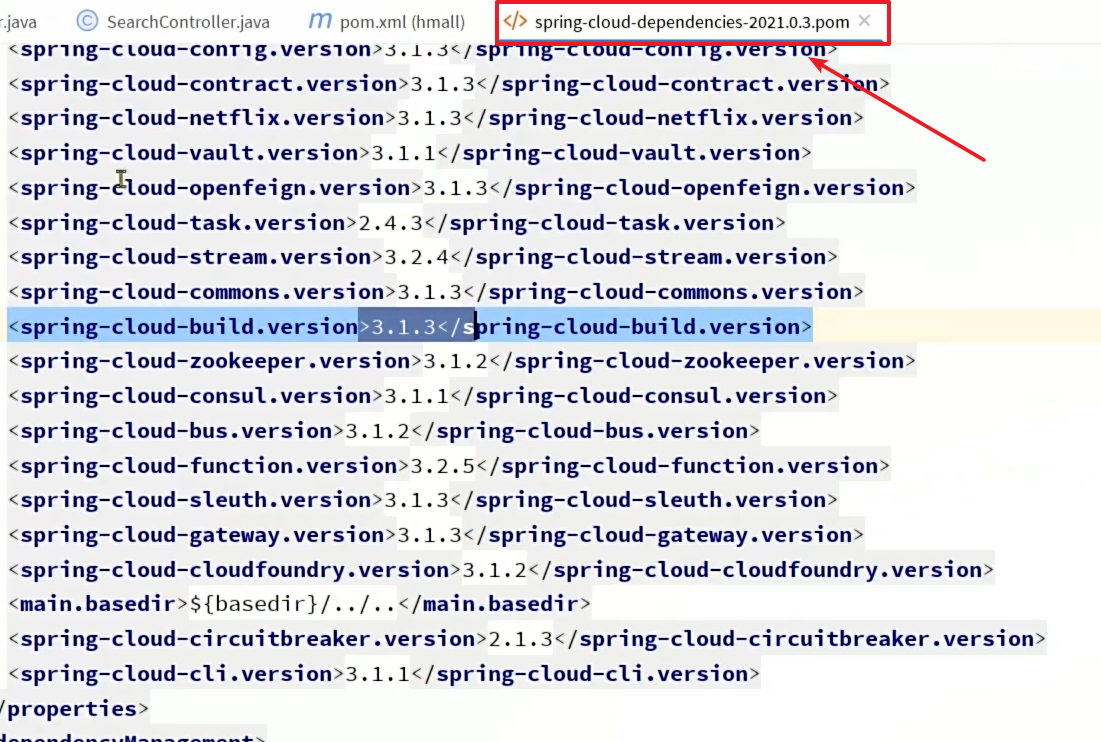 r.java SearchController.java pom.xml (hmall) spring-cloud-dependencies-2021.0.3.pom
<spring-cloud-config.version>3.1.3</spring-cloud-config.version>
<spring-cloud-contract.version>3.1.3</spring-cloud-contract.version>
<spring-cloud-netflix.version>3.1.3</spring-cloud-netflix.version>
<spring-cloud-vault.version>3.1.1</spring-cloud-vault.version>
<spring-cloud-openfeign.version>3.1.3</spring-cloud-openfeign.version>
<spring-cloud-task.version>2.4.3</spring-cloud-task.version>
<spring-cloud-stream.version>3.2.4</spring-cloud-stream.version>
<spring-cloud-commons.version>3.1.3</spring-cloud-commons.version>
<spring-cloud-build.version>3.1.3</spring-cloud-build.version>
<spring-cloud-zookeeper.version>3.1.2</spring-cloud-zookeeper.version>
<spring-cloud-consul.version>3.1.1</spring-cloud-consul.version>
<spring-cloud-bus.version>3.1.2</spring-cloud-bus.version>
<spring-cloud-function.version>3.2.5</spring-cloud-function.version>
<spring-cloud-sleuth.version>3.1.3</spring-cloud-sleuth.version>
<spring-cloud-gateway.version>3.1.3</spring-cloud-gateway.version>
<spring-cloud-cloudfoundry.version>3.1.2</spring-cloud-cloudfoundry.version>
<main.basedir>${basedir}/../..</main.basedir>
<spring-cloud-circuitbreaker.version>2.1.3</spring-cloud-circuitbreaker.version>
<spring-cloud-cli.version>3.1.1</spring-cloud-cli.version>
/properties>
dependencyManagement>